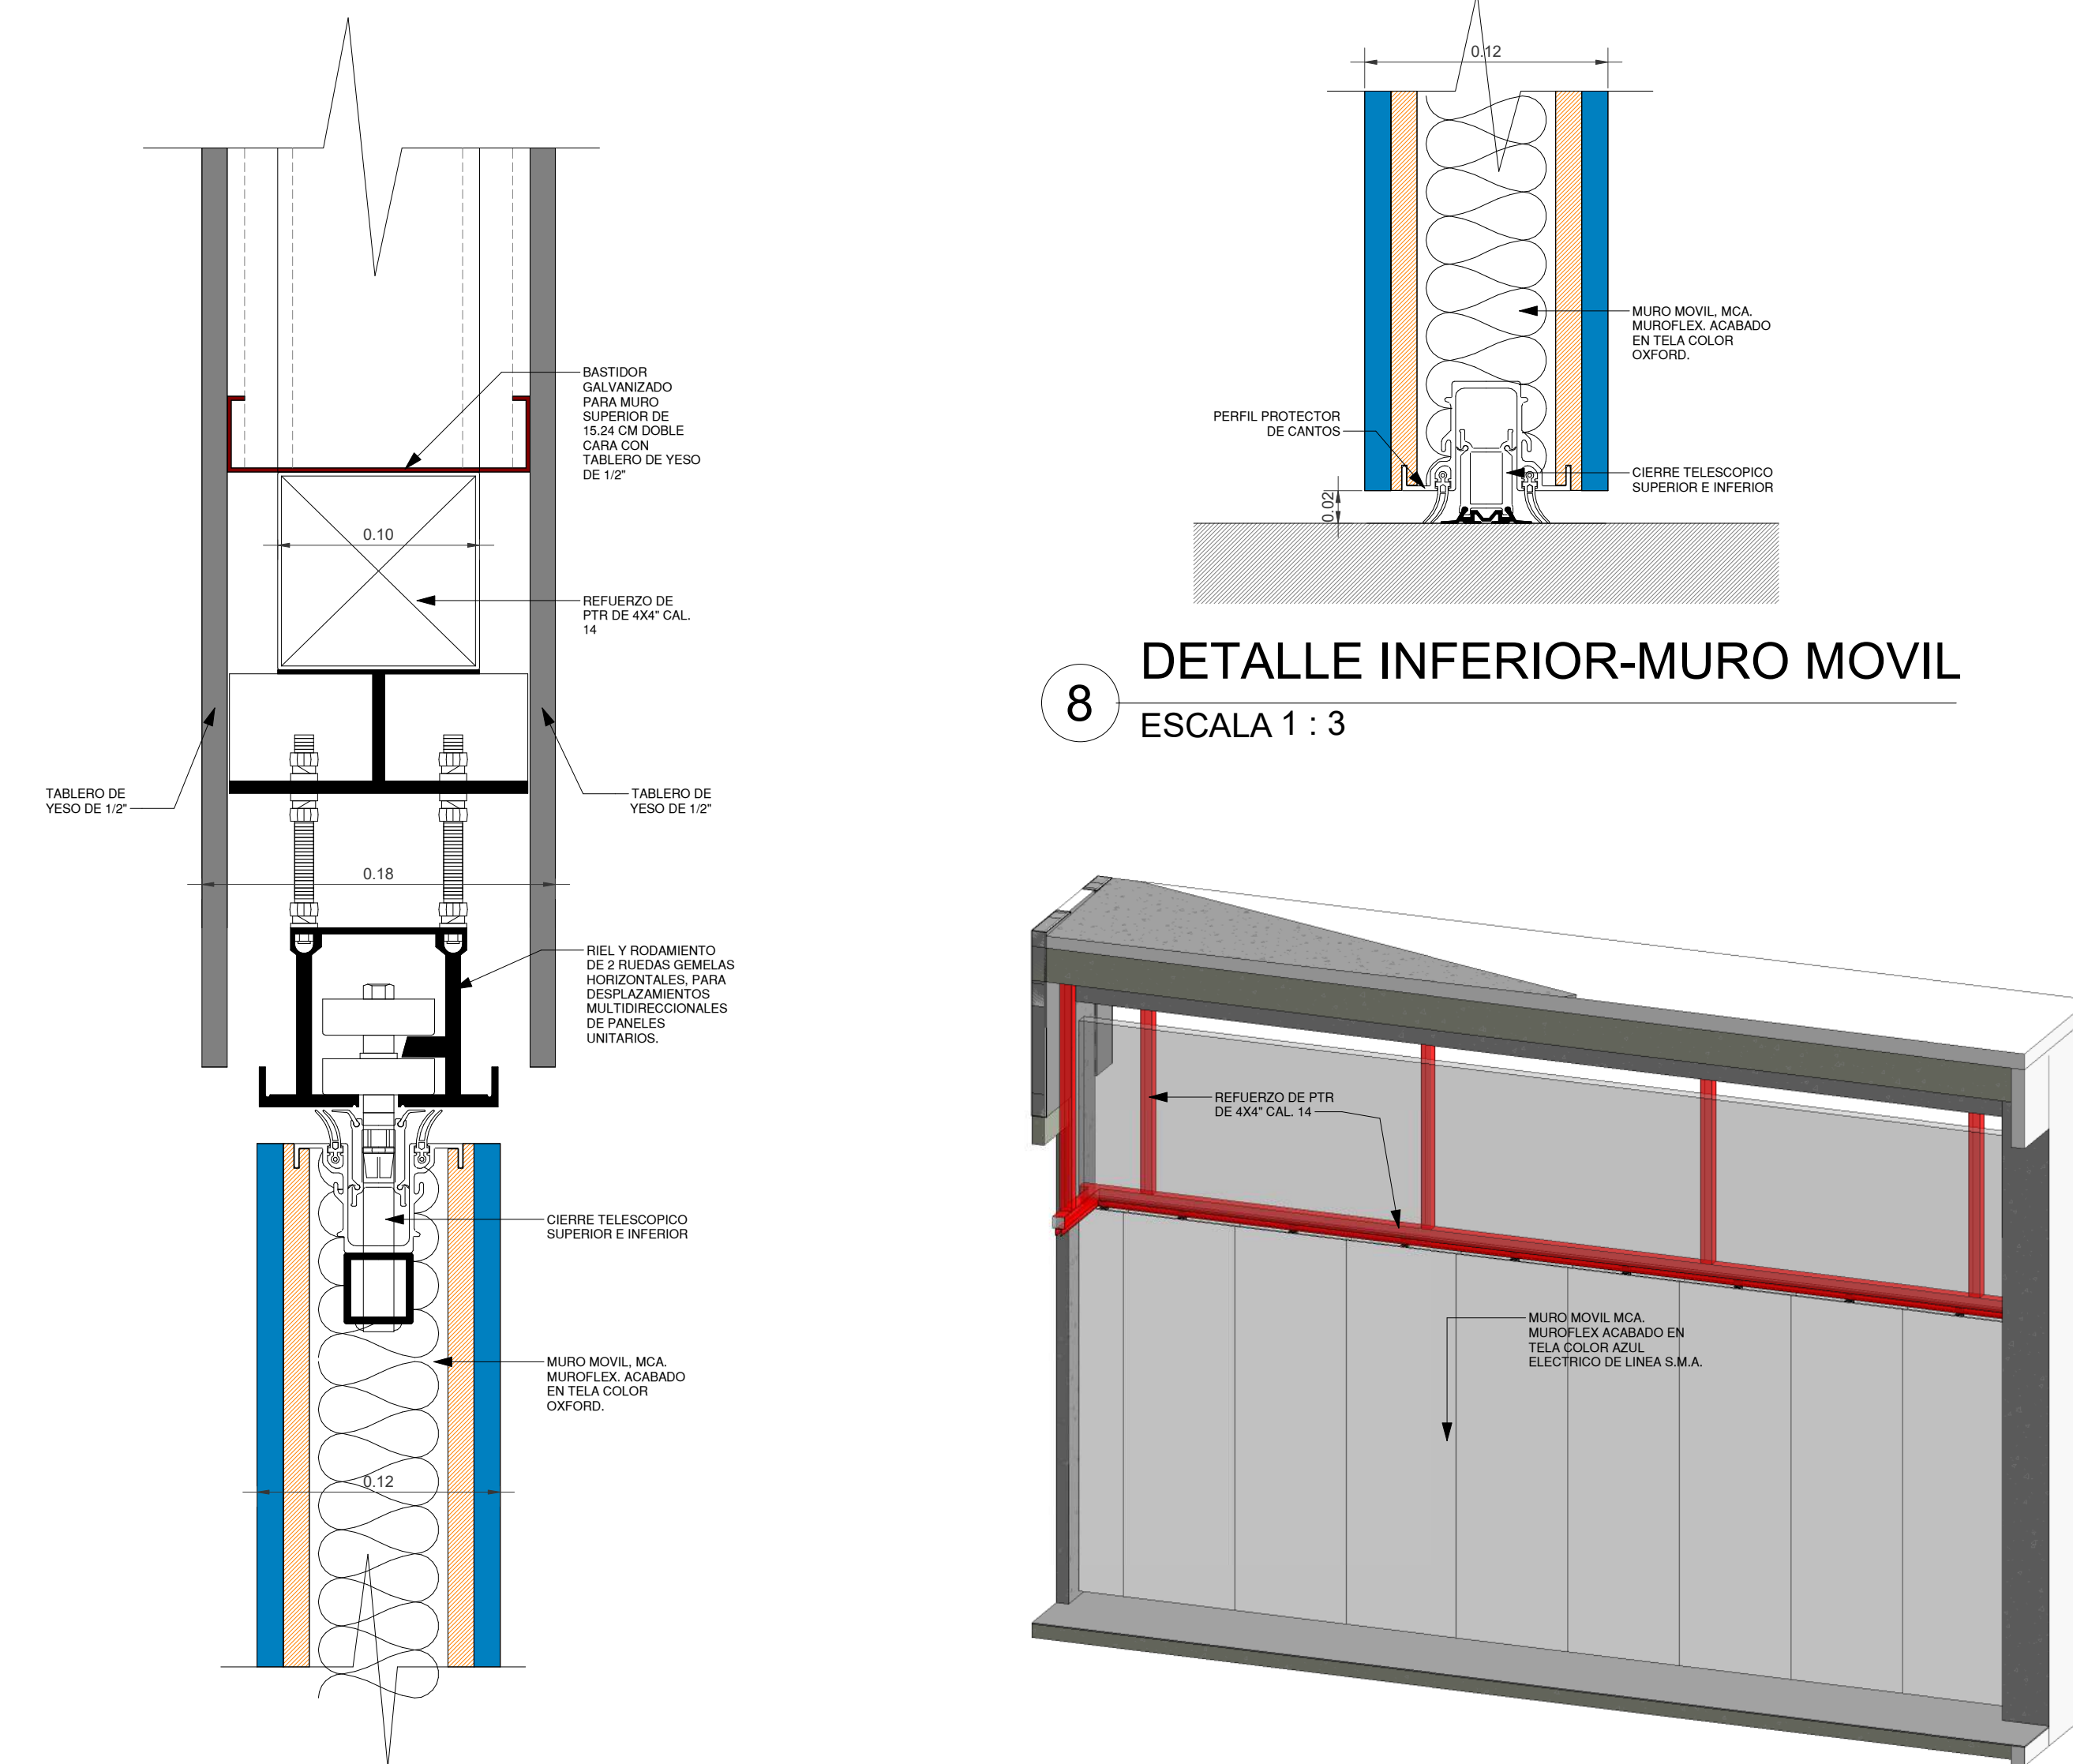 BASTIDOR
GALVANIZADO
PARA MURO
SUPERIOR DE
15.24 CM DOBLE
CARA CON
TABLERO DE YESO
DE 1/2"
0.10
REFUERZO DE
PTR DE 4X4" CAL.
14
TABLERO DE
YESO DE 1/2"
TABLERO DE
YESO DE 1/2"
0.18
RIEL Y RODAMIENTO
DE 2 RUEDAS GEMELAS
HORIZONTALES, PARA
DESPLAZAMIENTOS
MULTIDIRECCIONALES
DE PANELES
UNITARIOS.
CIERRE TELESCOPICO
SUPERIOR E INFERIOR
MURO MOVIL, MCA.
MUROFLEX. ACABADO
EN TELA COLOR
OXFORD.
0.12
0.12
MURO MOVIL, MCA.
MUROFLEX. ACABADO
EN TELA COLOR
OXFORD.
PERFIL PROTECTOR
DE CANTOS
CIERRE TELESCOPICO
SUPERIOR E INFERIOR
0.02
8
DETALLE INFERIOR-MURO MOVIL
ESCALA 1 : 3
REFUERZO DE PTR
DE 4X4" CAL. 14
MURO MOVIL MCA.
MUROFLEX ACABADO EN
TELA COLOR AZUL
ELECTRICO DE LINEA S.M.A.